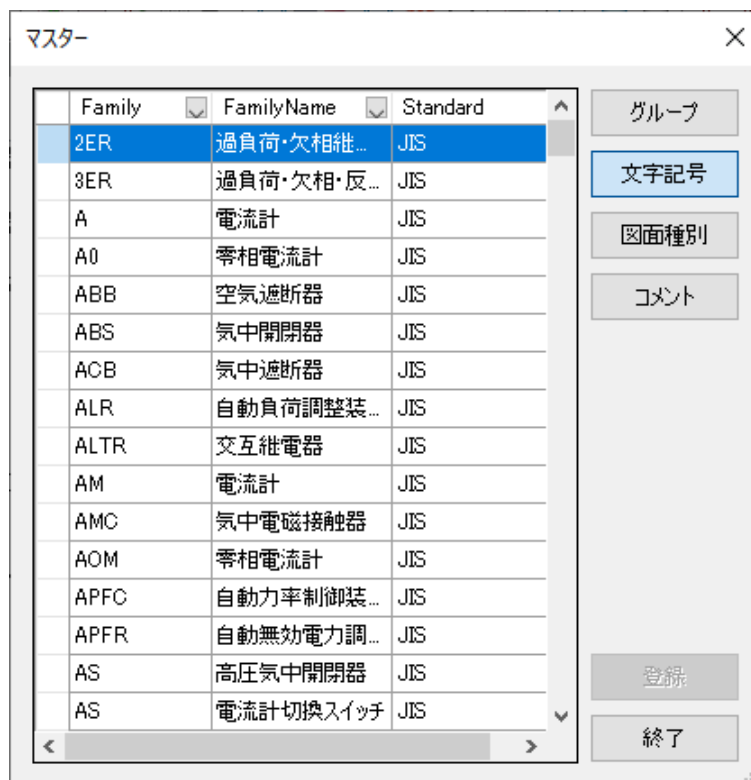 マスター
Family FamilyName Standard
2ER 過負荷・欠相継... JIS
3ER 過負荷・欠相・反... JIS
A 電流計 JIS
A0 零相電流計 JIS
ABB 空気遮断器 JIS
ABS 気中開閉器 JIS
ACB 気中遮断器 JIS
ALR 自動負荷調整装... JIS
ALTR 交互継電器 JIS
AM 電流計 JIS
AMC 気中電磁接触器 JIS
AOM 零相電流計 JIS
APFC 自動力率制御装... JIS
APFR 自動無効電力調... JIS
AS 高圧気中開閉器 JIS
AS 電流計切換スイッチ JIS
グループ
文字記号
図面種別
コメント
登録
終了